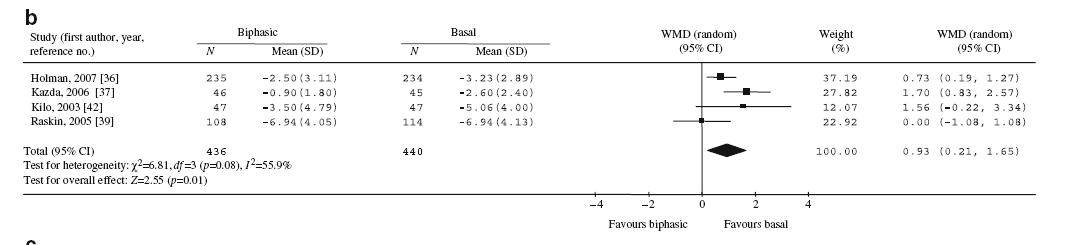 b
Biphasic Basal
Study (first author, year, reference no.) N Mean (SD) N Mean (SD) WMD (random) (95% CI) Weight (%) WMD (random) (95% CI)
Holman, 2007 [36] 235 -2.50(3.11) 234 -3.23(2.89) 37.19 0.73 (0.19, 1.27)
Kazda, 2006 [37] 46 -0.90(1.80) 45 -2.60(2.40) 27.82 1.70 (0.83, 2.57)
Kilo, 2003 [42] 47 -3.50(4.79) 47 -5.06(4.00) 12.07 1.56 (-0.22, 3.34)
Raskin, 2005 [39] 108 -6.94(4.05) 114 -6.94(4.13) 22.92 0.00 (-1.08, 1.08)
Total (95% CI) 436 440 100.00 0.93 (0.21, 1.65)
Test for heterogeneity: χ²=6.81, df=3 (p=0.08), I²=55.9%
Test for overall effect: Z=2.55 (p=0.01)
−4 −2 0 2 4
Favours biphasic Favours basal